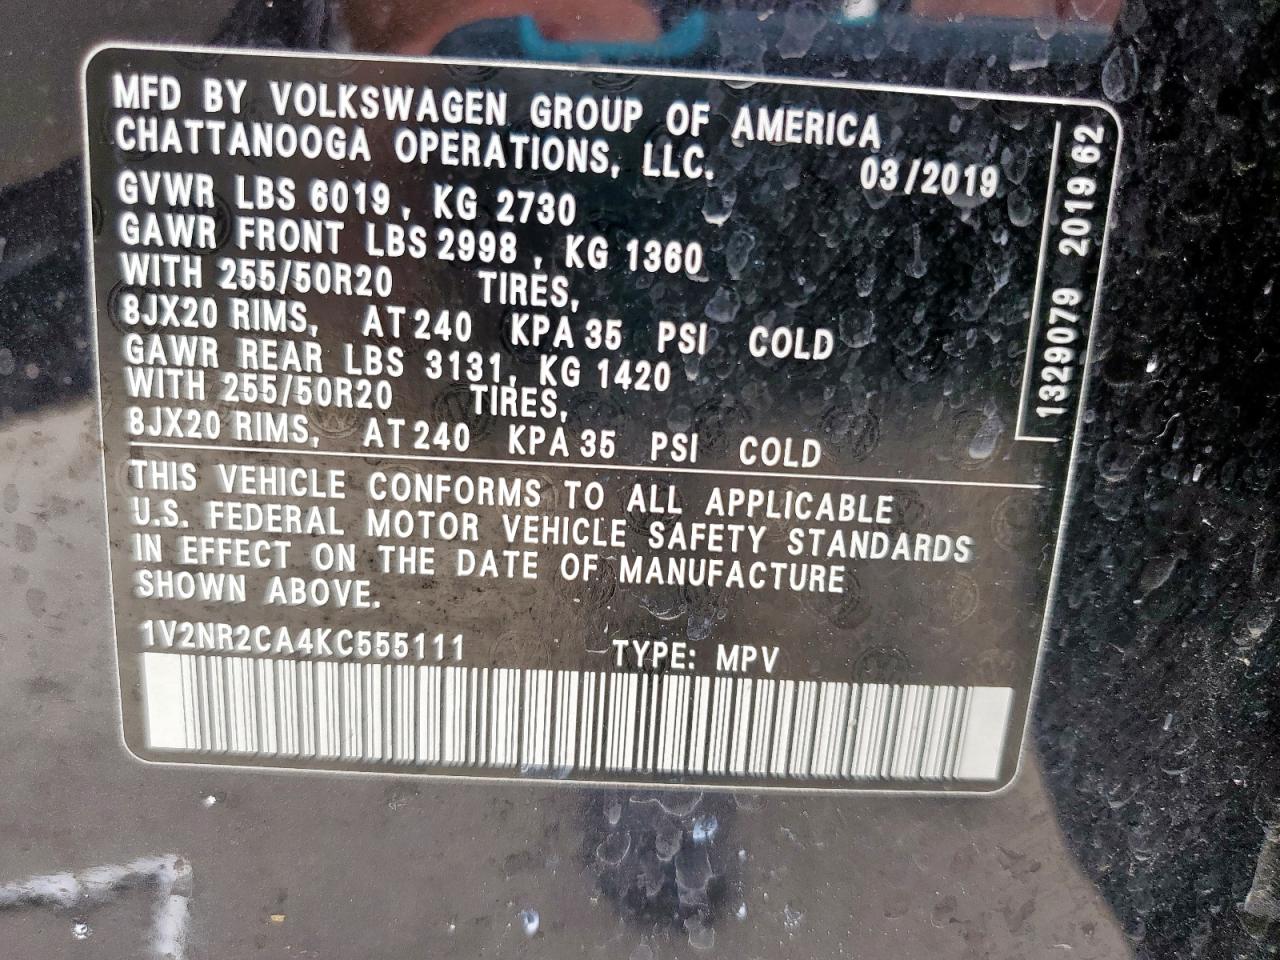 MFD BY VOLKSWAGEN GROUP OF AMERICA
CHATTANOOGA OPERATIONS, LLC. 03/2019
GVWR LBS 6019, KG 2730
GAWR FRONT LBS 2998, KG 1360
WITH 255/50R20 TIRES,
8JX20 RIMS, AT 240 KPA 35 PSI COLD
GAWR REAR LBS 3131, KG 1420
WITH 255/50R20 TIRES,
8JX20 RIMS, AT 240 KPA 35 PSI COLD
THIS VEHICLE CONFORMS TO ALL APPLICABLE
U.S. FEDERAL MOTOR VEHICLE SAFETY STANDARDS
IN EFFECT ON THE DATE OF MANUFACTURE
SHOWN ABOVE.
1V2NR2CA4KC555111 TYPE: MPV
1329079 2019 62